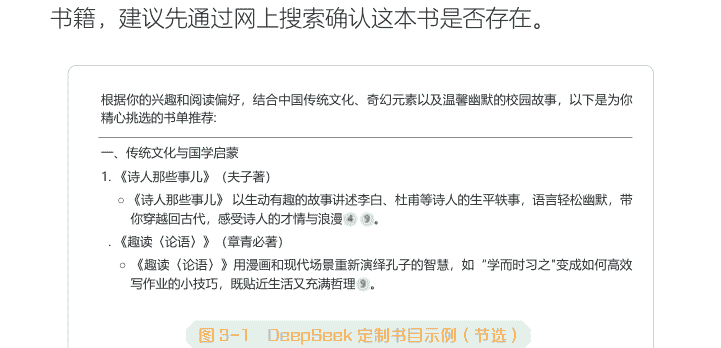 书籍，建议先通过网上搜索确认这本书是否存在。
根据你的兴趣和阅读偏好，结合中国传统文化、奇幻元素以及温馨幽默的校园故事，以下是为你
精心挑选的书单推荐:
一、传统文化与国学启蒙
1. 《诗人那些事儿》（夫子著）
○ 《诗人那些事儿》 以生动有趣的故事讲述李白、杜甫等诗人的生平轶事，语言轻松幽默，带
你穿越回古代，感受诗人的才情与浪漫 4 9 。
. 《趣读〈论语〉》（章青必著）
○ 《趣读〈论语〉》用漫画和现代场景重新演绎孔子的智慧，如“学而时习之"变成如何高效
写作业的小技巧，既贴近生活又充满哲理 9 。
图 3-1 DeepSeek 定制书目示例（节选）